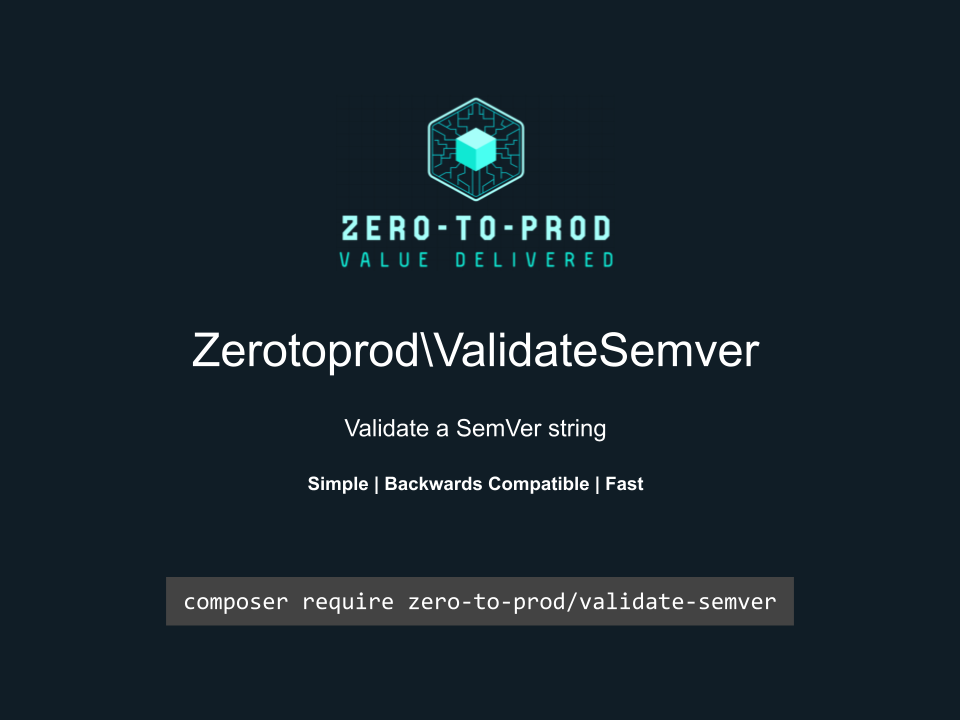 ZERO-TO-PROD
VALUE DELIVERED
Zerotoprod\ValidateSemver
Validate a SemVer string
Simple | Backwards Compatible | Fast
composer require zero-to-prod/validate-semver